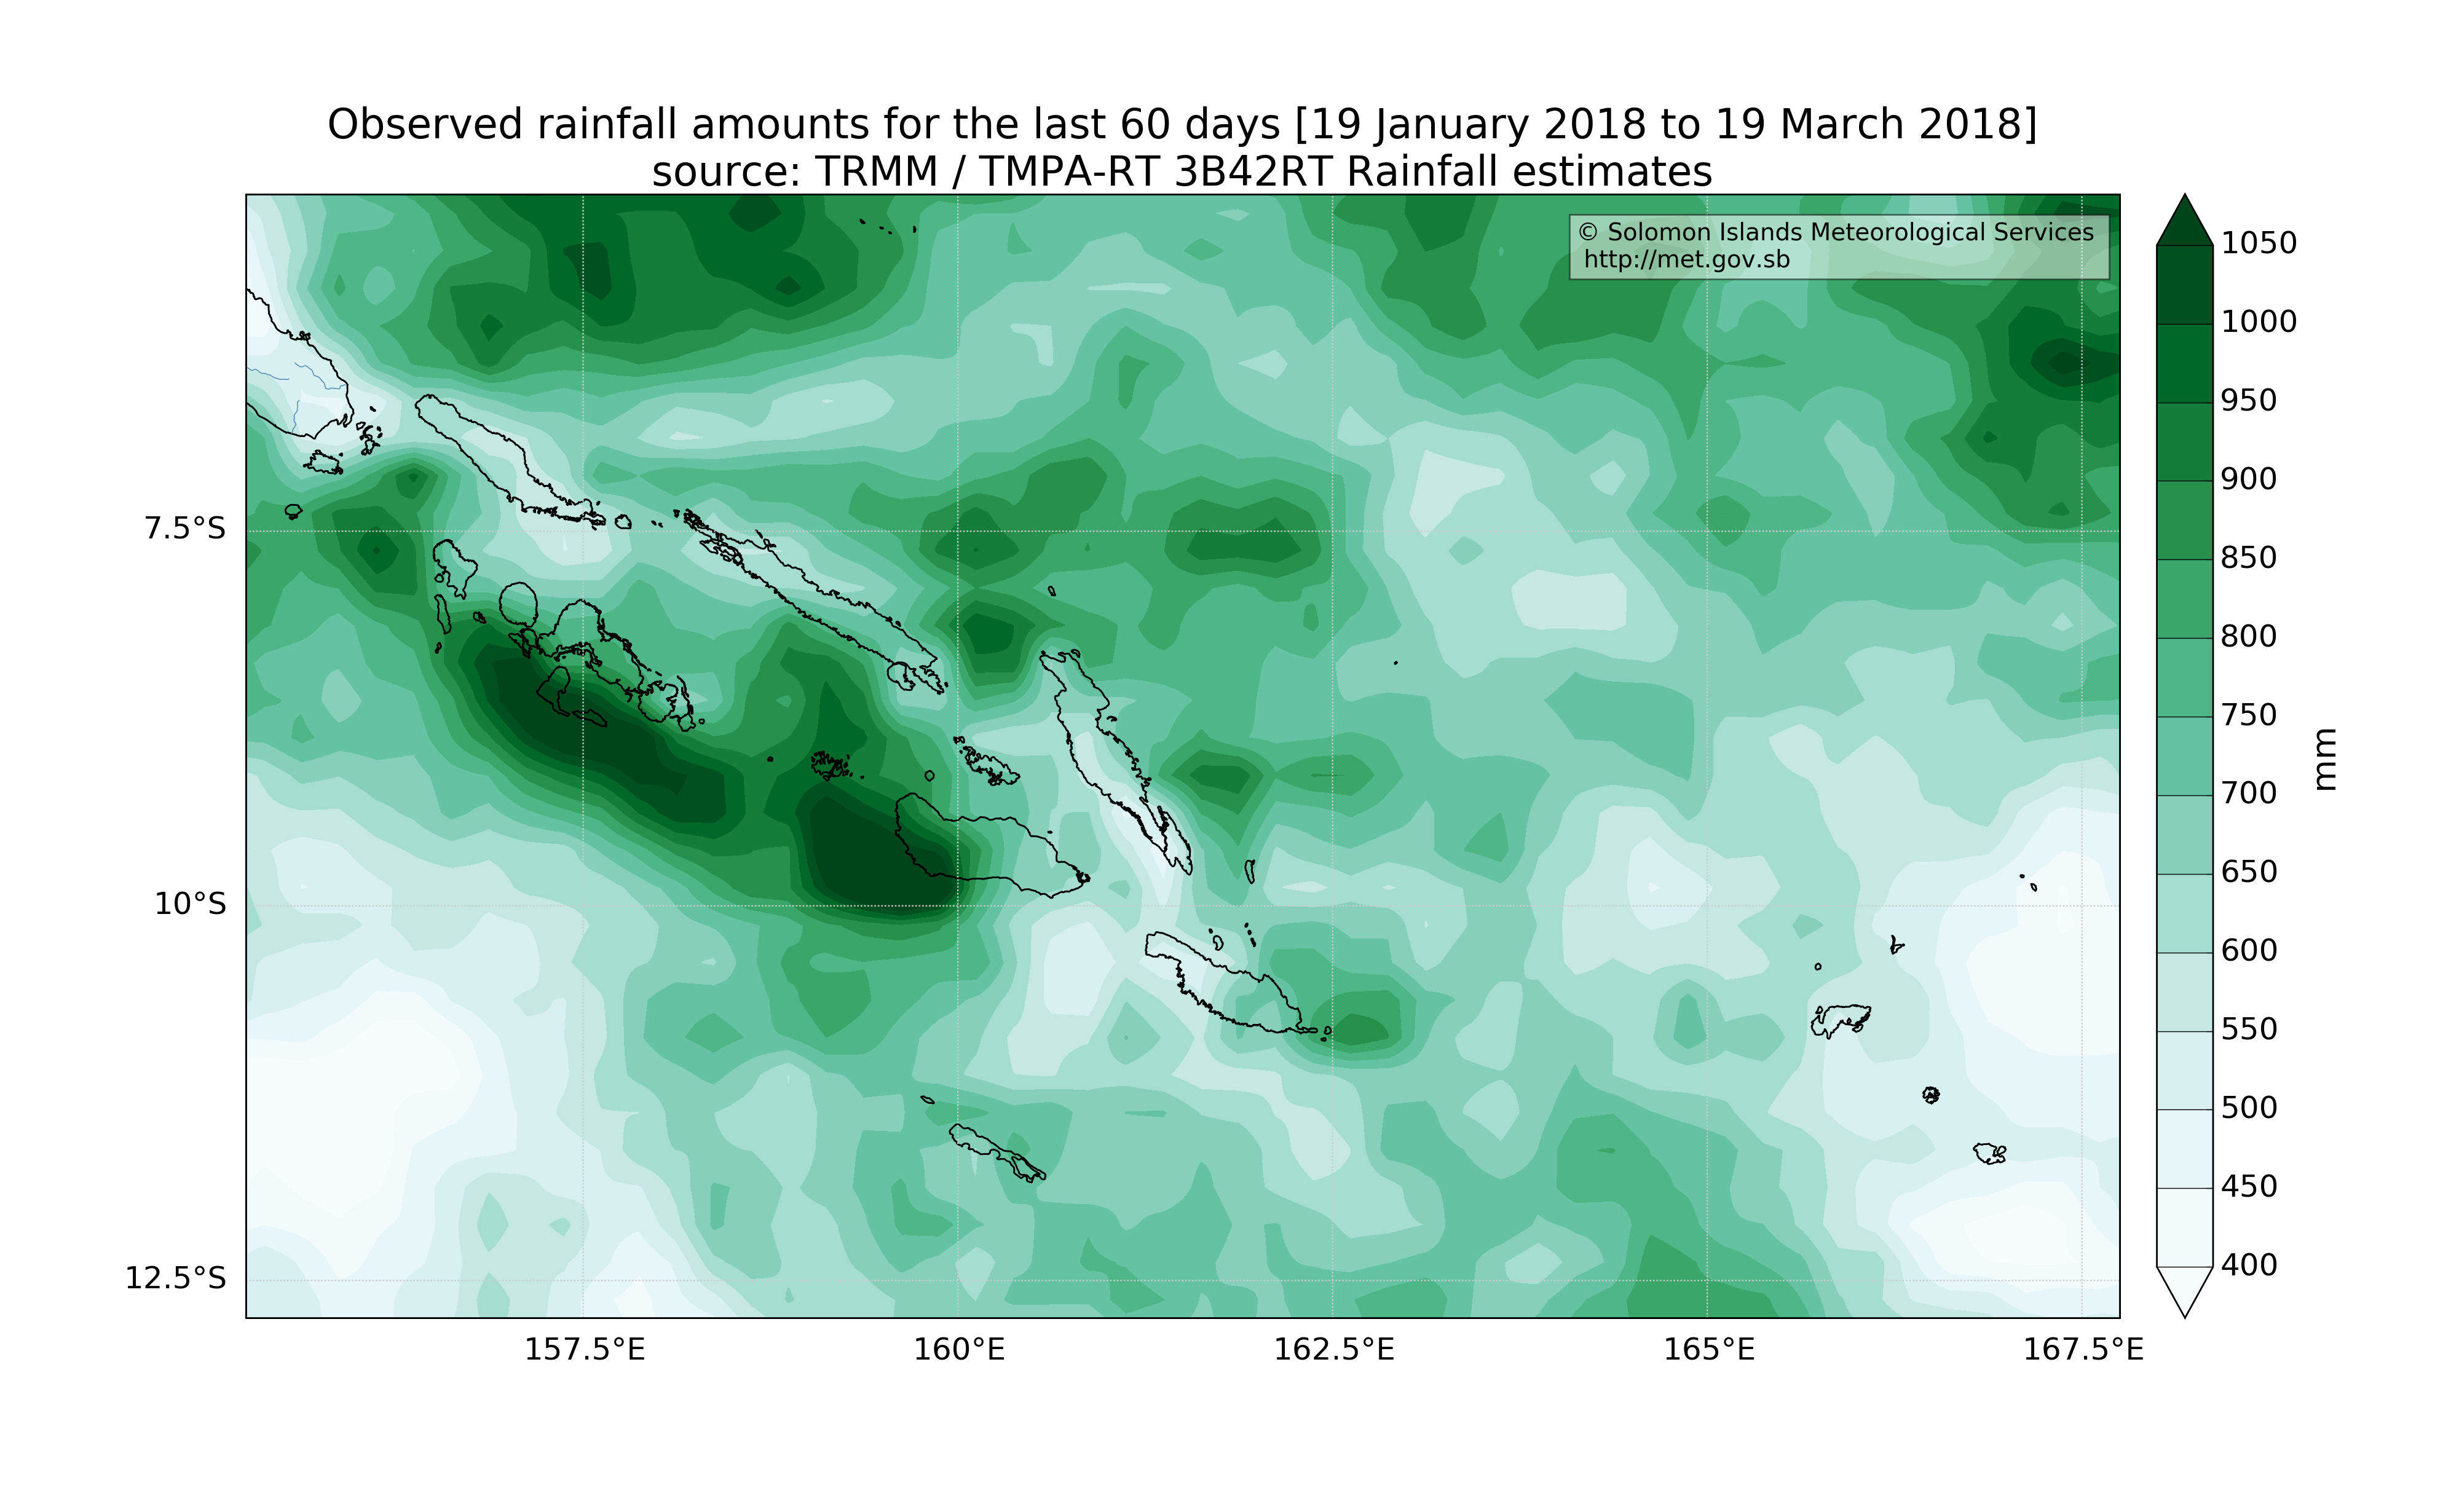 Observed rainfall amounts for the last 60 days [19 January 2018 to 19 March 2018]
source: TRMM / TMPA-RT 3B42RT Rainfall estimates
© Solomon Islands Meteorological Services
http://met.gov.sb
7.5°S
10°S
12.5°S
157.5°E
160°E
162.5°E
165°E
167.5°E
1050
1000
950
900
850
800
750
700
650
600
550
500
450
400
mm